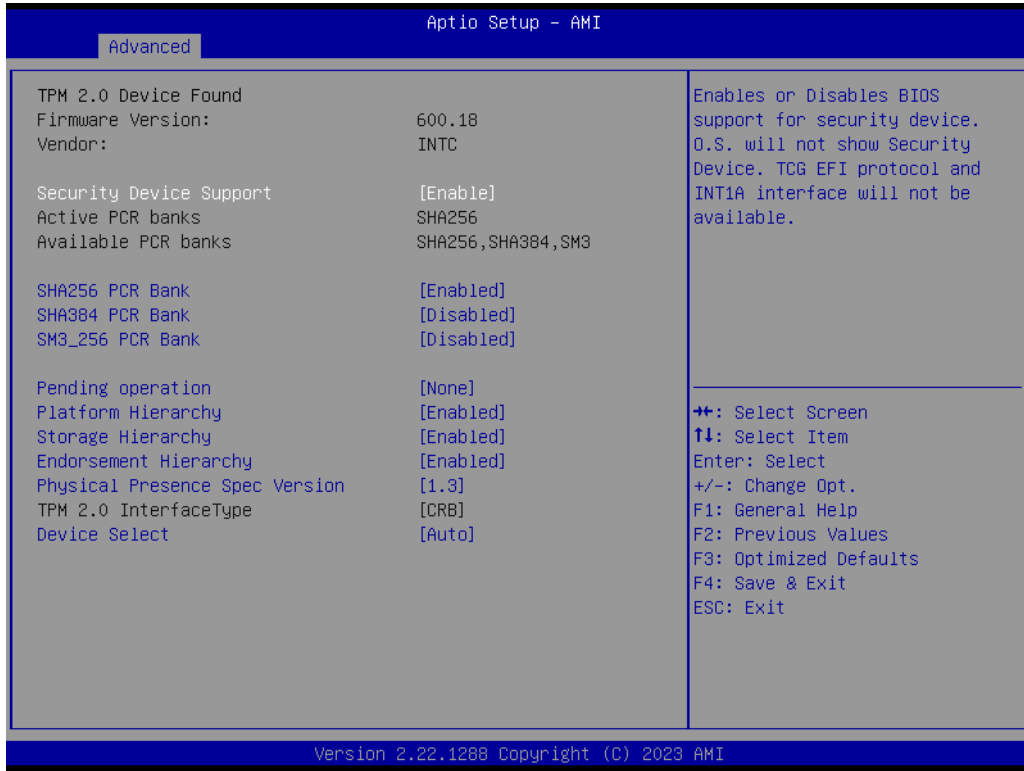 Aptio Setup – AMI
Advanced
TPM 2.0 Device Found
Firmware Version: 600.18
Vendor: INTC
Security Device Support [Enable]
Active PCR banks SHA256
Available PCR banks SHA256,SHA384,SM3
SHA256 PCR Bank [Enabled]
SHA384 PCR Bank [Disabled]
SM3_256 PCR Bank [Disabled]
Pending operation [None]
Platform Hierarchy [Enabled]
Storage Hierarchy [Enabled]
Endorsement Hierarchy [Enabled]
Physical Presence Spec Version [1.3]
TPM 2.0 InterfaceType [CRB]
Device Select [Auto]
Enables or Disables BIOS
support for security device.
O.S. will not show Security
Device. TCG EFI protocol and
INT1A interface will not be
available.
→←: Select Screen
↑↓: Select Item
Enter: Select
+/-: Change Opt.
F1: General Help
F2: Previous Values
F3: Optimized Defaults
F4: Save & Exit
ESC: Exit
Version 2.22.1288 Copyright (C) 2023 AMI